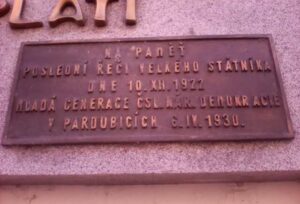 PLATÍ
NA PAMĚŤ
POSLEDNÍ ŘEČI VELKÉHO STÁTNÍKA
DNE 10. XII. 1922
MLADÁ GENERACE ČSL. NÁR. DEMOKRACIE
V PARDUBICÍCH 6. IV. 1930.